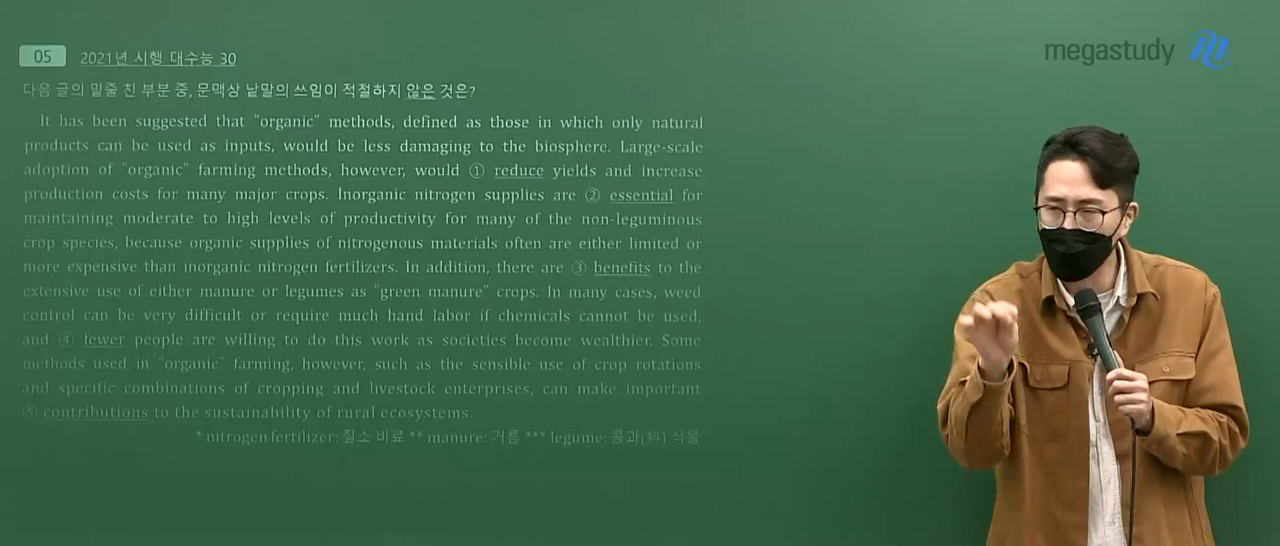 megastudy
05 2021년 시행 대수능 30
다음 글의 밑줄 친 부분 중, 문맥상 낱말의 쓰임이 적절하지 않은 것은?
It has been suggested that “organic” methods, defined as those in which only natural
products can be used as inputs, would be less damaging to the biosphere. Large-scale
adoption of “organic” farming methods, however, would ① reduce yields and increase
production costs for many major crops. Inorganic nitrogen supplies are ② essential for
maintaining moderate to high levels of productivity for many of the non-leguminous
crop species, because organic supplies of nitrogenous materials often are either limited or
more expensive than inorganic nitrogen fertilizers. In addition, there are ③ benefits to the
extensive use of either manure or legumes as “green manure” crops. In many cases, weed
control can be very difficult or require much hand labor if chemicals cannot be used,
and ④ fewer people are willing to do this work as societies become wealthier. Some
methods used in “organic” farming, however, such as the sensible use of crop rotations
and specific combinations of cropping and livestock enterprises, can make important
⑤ contributions to the sustainability of rural ecosystems.
* nitrogen fertilizer: 질소 비료 ** manure: 거름 *** legume: 콩과(科) 식물